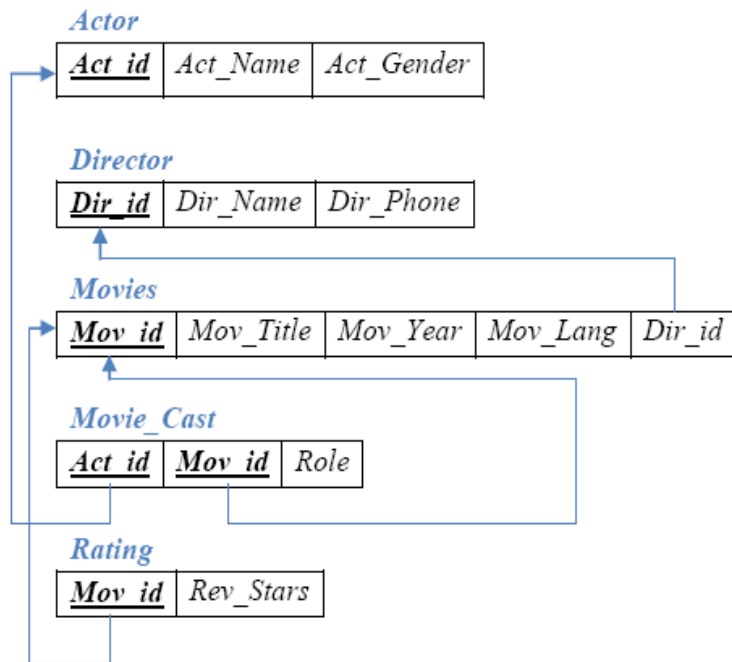 Actor
Act_id Act_Name Act_Gender
Director
Dir_id Dir_Name Dir_Phone
Movies
Mov_id Mov_Title Mov_Year Mov_Lang Dir_id
Movie_Cast
Act_id Mov_id Role
Rating
Mov_id Rev_Stars